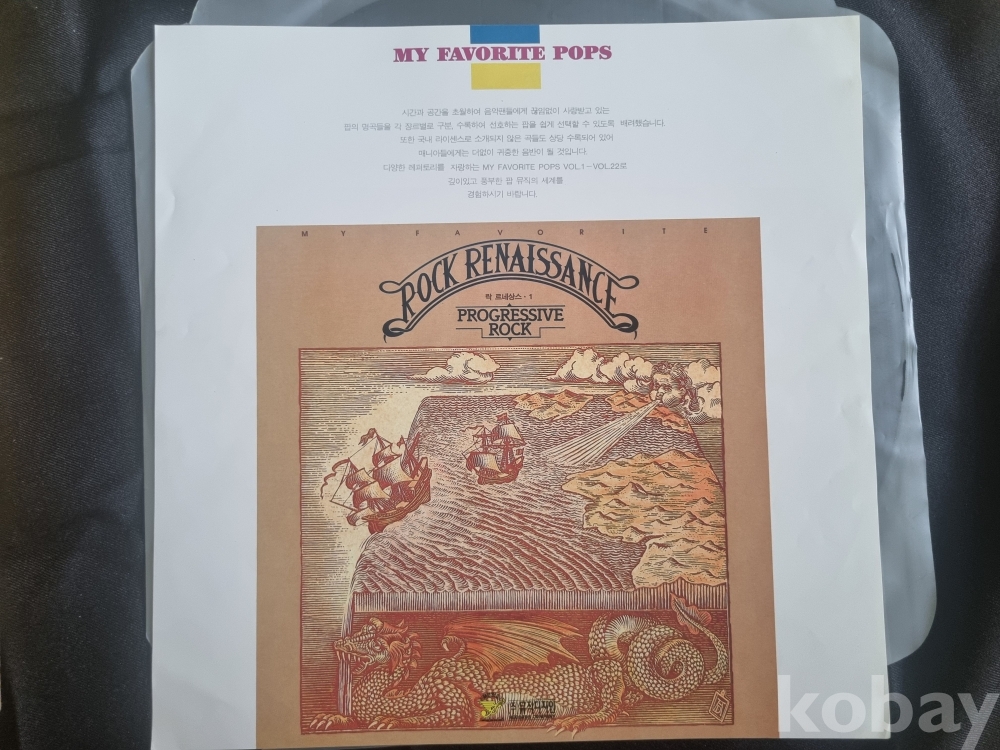 MY FAVORITE POPS
시간과 공간을 초월하여 음악팬들에게 끊임없이 사랑받고 있는
팝의 명곡들을 각 장르별로 구분, 수록하여 선호하는 팝을 쉽게 선택할 수 있도록 배려했습니다.
또한 국내 라이센스로 소개되지 않은 곡들도 상당 수록되어 있어
매니아들에게는 더없이 귀중한 음반이 될 것입니다.
다양한 레퍼토리를 자랑하는 MY FAVORITE POPS VOL.1-VOL.22로
깊이있고 풍부한 팝 뮤직의 세계를
경험하시기 바랍니다.
MY FAVORITE
ROCK RENAISSANCE
락 르네상스·1
PROGRESSIVE
ROCK
kobay